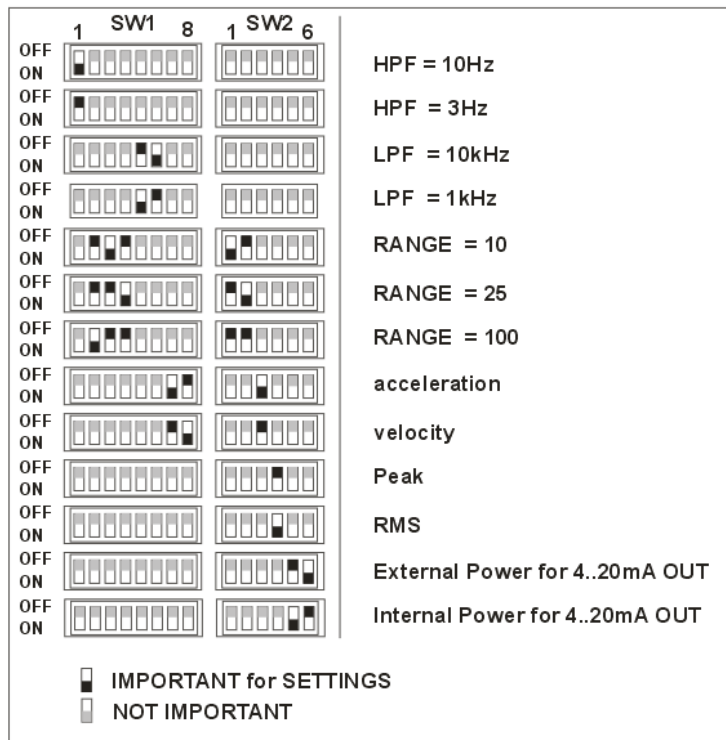 SW1 SW2
1 8 1 6
OFF
ON
HPF = 10Hz
OFF
ON
HPF = 3Hz
OFF
ON
LPF = 10kHz
OFF
ON
LPF = 1kHz
OFF
ON
RANGE = 10
OFF
ON
RANGE = 25
OFF
ON
RANGE = 100
OFF
ON
acceleration
OFF
ON
velocity
OFF
ON
Peak
OFF
ON
RMS
OFF
ON
External Power for 4..20mA OUT
OFF
ON
Internal Power for 4..20mA OUT
IMPORTANT for SETTINGS
NOT IMPORTANT